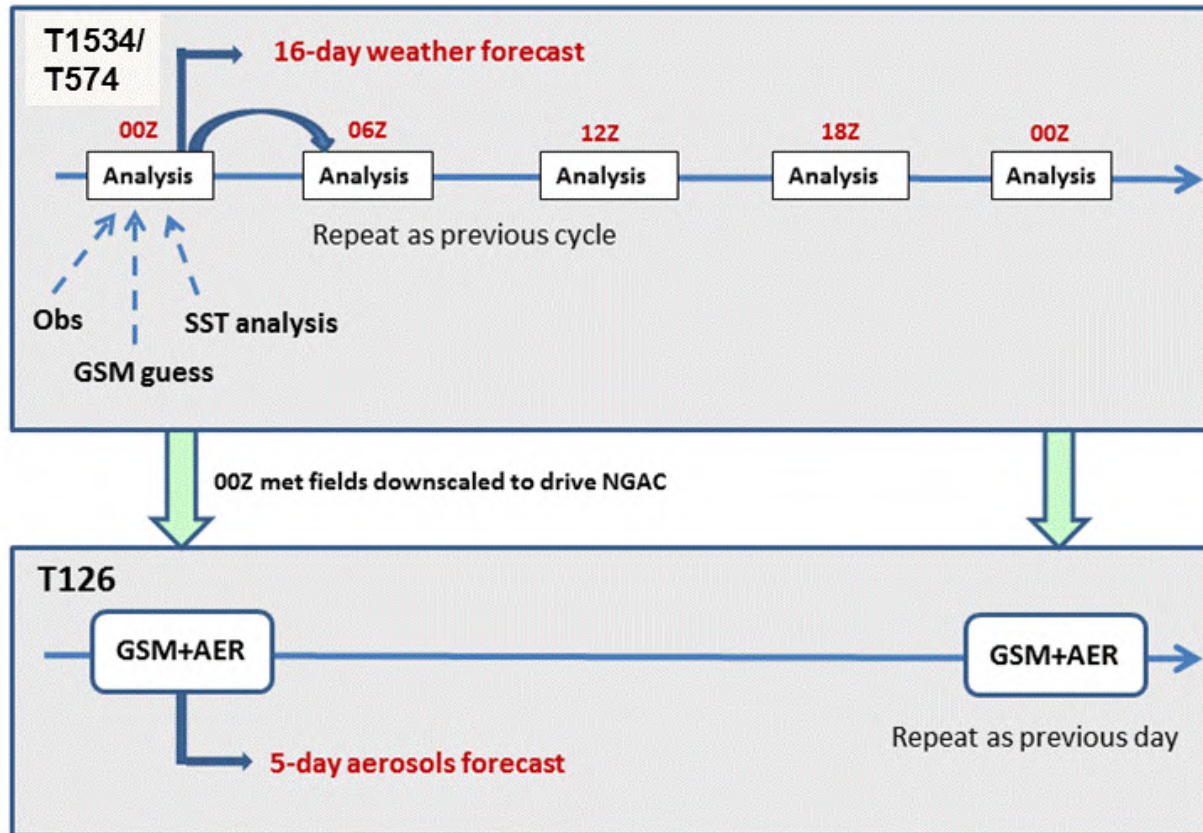 T1534/
T574
16-day weather forecast
00Z
06Z
12Z
18Z
00Z
Analysis
Analysis
Analysis
Analysis
Analysis
Repeat as previous cycle
Obs
SST analysis
GSM guess
00Z met fields downscaled to drive NGAC
T126
GSM+AER
GSM+AER
Repeat as previous day
5-day aerosols forecast